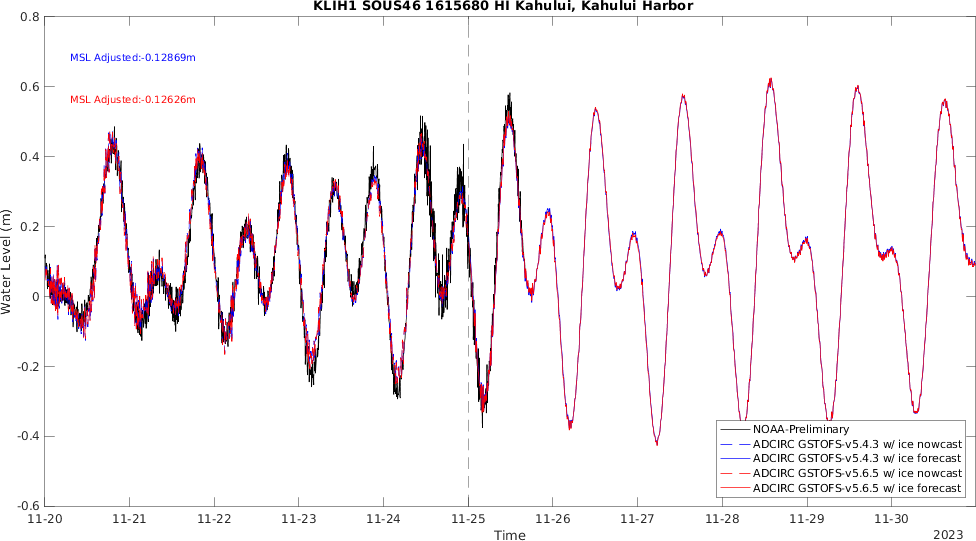 KLIH1 SOUS46 1615680 HI Kahului, Kahului Harbor
0.8
0.6
0.4
0.2
0
-0.2
-0.4
-0.6
Water Level (m)
MSL Adjusted:-0.12869m
MSL Adjusted:-0.12626m
NOAA-Preliminary
ADCIRC GSTOFS-v5.4.3 w/ ice nowcast
ADCIRC GSTOFS-v5.4.3 w/ ice forecast
ADCIRC GSTOFS-v5.6.5 w/ ice nowcast
ADCIRC GSTOFS-v5.6.5 w/ ice forecast
11-20 11-21 11-22 11-23 11-24 11-25 11-26 11-27 11-28 11-29 11-30
Time
2023